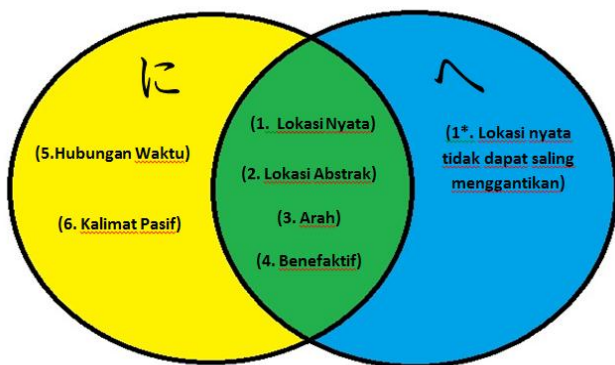 に
(5.Hubungan Waktu)
(6. Kalimat Pasif)
(1. Lokasi Nyata)
(2. Lokasi Abstrak)
(3. Arah)
(4. Benefaktif)
へ
(1*. Lokasi nyata
tidak dapat saling
menggantikan)